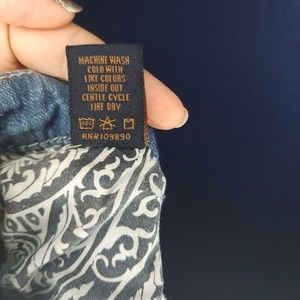 MACHINE WASH
COLD WITH
LIKE COLORS
INSIDE OUT
GENTLE CYCLE
LINE DRY
RN#109890